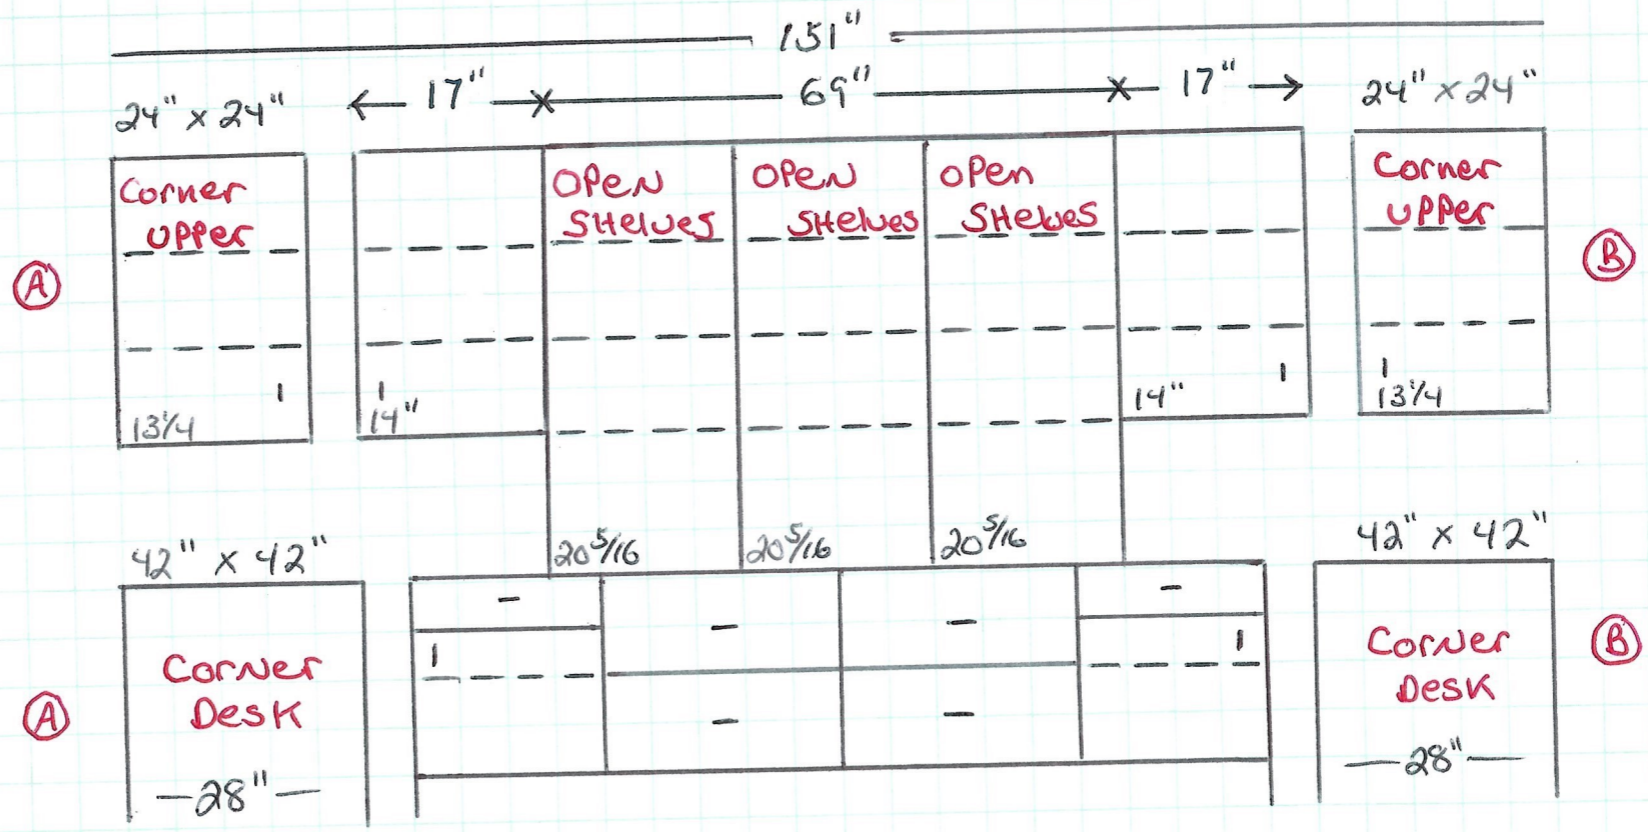 151"
24" x 24" 17" 69" 17" 24" x 24"
Corner
UPPer
OPeN
SHelves
OPeN
SHelves
OPen
SHelves
Corner
UPPer
A
B
13 1/4
14"
14"
13 1/4
20 5/16
20 5/16
20 5/16
42" x 42"
42" x 42"
Corner
Desk
28"
Corner
Desk
28"
A
B